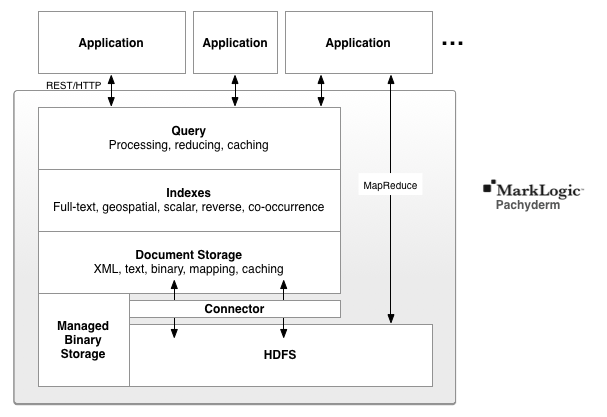 Application
Application
Application
...
REST/HTTP
Query
Processing, reducing, caching
Indexes
Full-text, geospatial, scalar, reverse, co-occurrence
MapReduce
MarkLogic™
Pachyderm
Document Storage
XML, text, binary, mapping, caching
Connector
Managed
Binary
Storage
HDFS